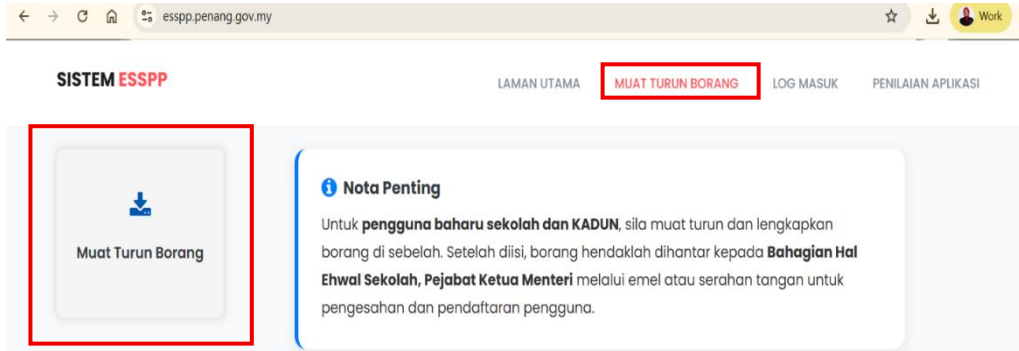 esspp.penang.gov.my
Work
SISTEM ESSPP
LAMAN UTAMA
MUAT TURUN BORANG
LOG MASUK
PENILAIAN APLIKASI
Muat Turun Borang
Nota Penting
Untuk pengguna baharu sekolah dan KADUN, sila muat turun dan lengkapkan
borang di sebelah. Setelah diisi, borang hendaklah dihantar kepada Bahagian Hal
Ehwal Sekolah, Pejabat Ketua Menteri melalui emel atau serahan tangan untuk
pengesahan dan pendaftaran pengguna.